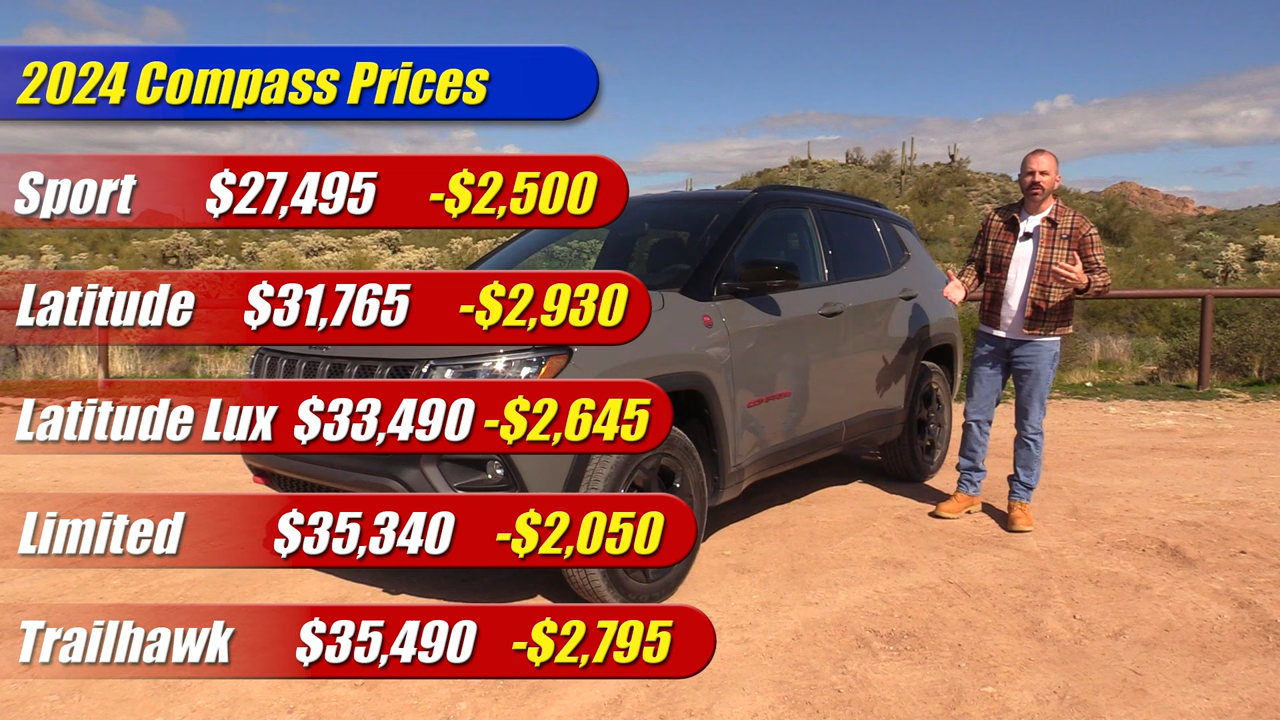 2024 Compass Prices
Sport $27,495 -$2,500
Latitude $31,765 -$2,930
Latitude Lux $33,490 -$2,645
Limited $35,340 -$2,050
Trailhawk $35,490 -$2,795
COMPASS